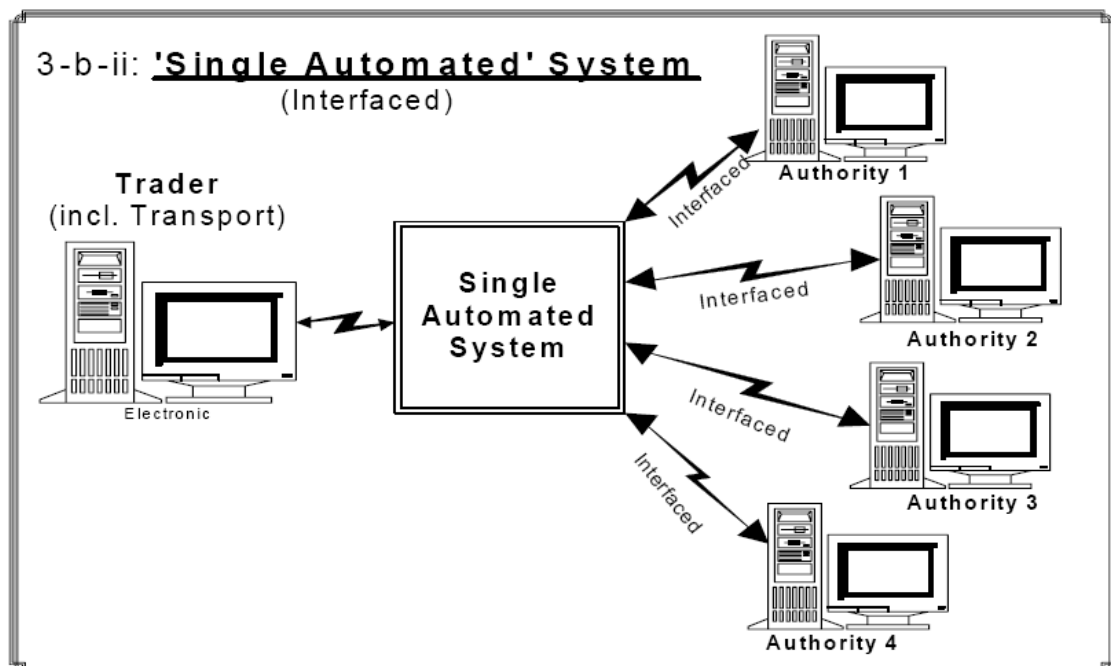 3-b-ii: 'Single Automated' System
(Interfaced)
Trader
(incl. Transport)
Electronic
Single
Automated
System
Interfaced
Authority 1
Interfaced
Authority 2
Interfaced
Authority 3
Interfaced
Authority 4